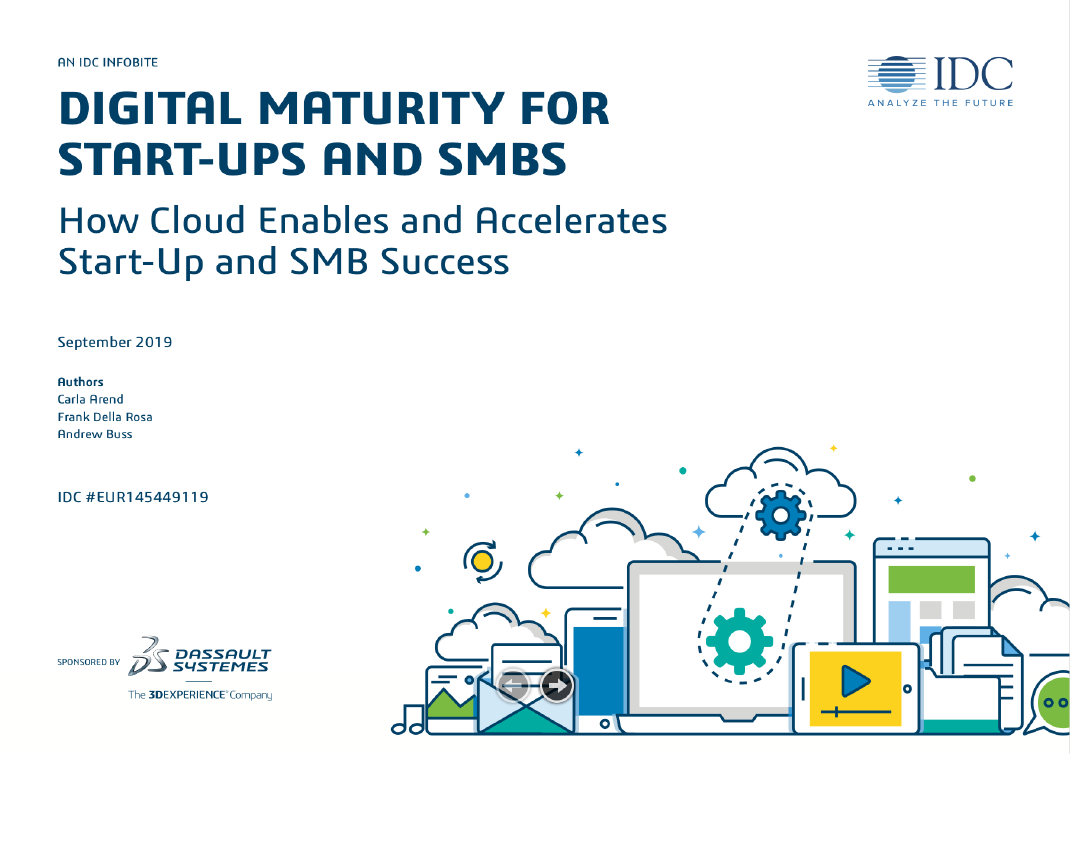 AN IDC INFOBITE
IDC
ANALYZE THE FUTURE
DIGITAL MATURITY FOR
START-UPS AND SMBS
How Cloud Enables and Accelerates
Start-Up and SMB Success
September 2019
Authors
Carla Arend
Frank Della Rosa
Andrew Buss
IDC #EUR145449119
SPONSORED BY
DASSAULT
SYSTEMES
The 3DEXPERIENCE® Company